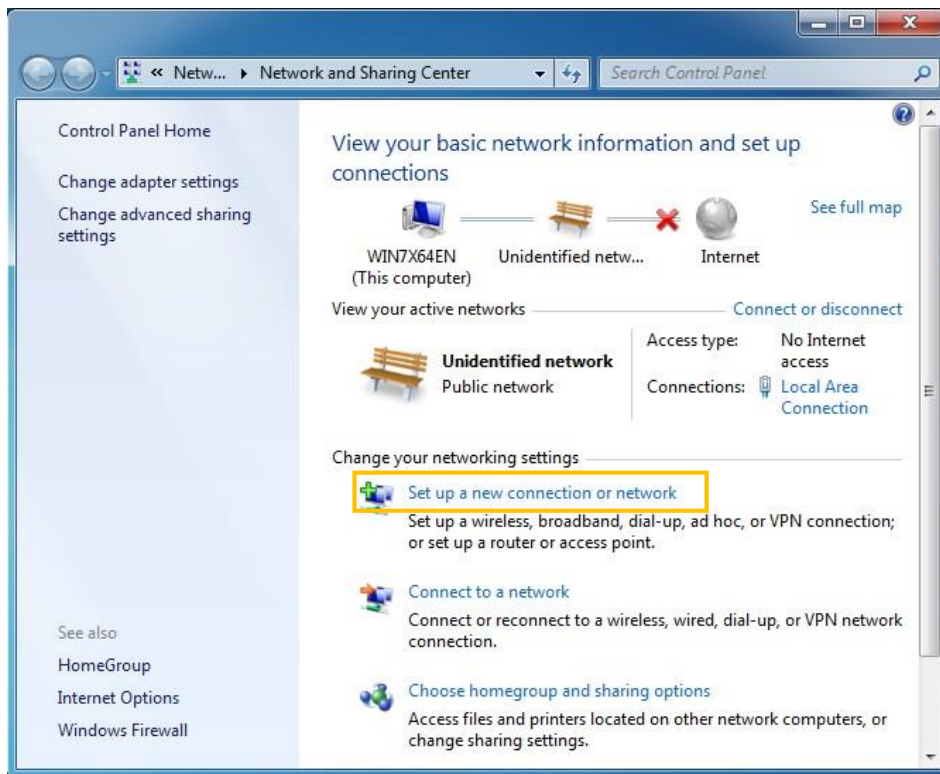 « Netw... ▸ Network and Sharing Center
Search Control Panel
Control Panel Home
Change adapter settings
Change advanced sharing
settings
See also
HomeGroup
Internet Options
Windows Firewall
View your basic network information and set up
connections
See full map
WIN7X64EN
(This computer)
Unidentified netw...
Internet
View your active networks
Connect or disconnect
Unidentified network
Public network
Access type:
No Internet
access
Connections:
Local Area
Connection
Change your networking settings
Set up a new connection or network
Set up a wireless, broadband, dial-up, ad hoc, or VPN connection;
or set up a router or access point.
Connect to a network
Connect or reconnect to a wireless, wired, dial-up, or VPN network
connection.
Choose homegroup and sharing options
Access files and printers located on other network computers, or
change sharing settings.